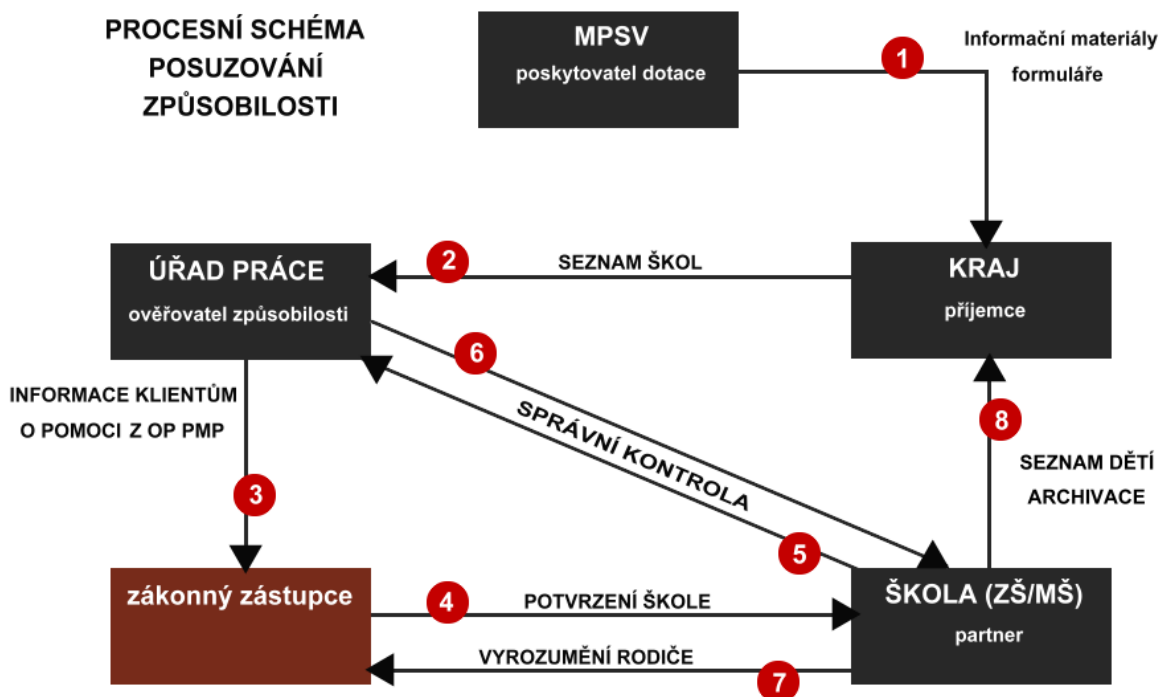 PROCESNÍ SCHÉMA
POSUZOVÁNÍ
ZPŮSOBILOSTI
MPSV
poskytovatel dotace
1
Informační materiály
formuláře
ÚŘAD PRÁCE
ověřovatel způsobilosti
2
SEZNAM ŠKOL
KRAJ
příjemce
6
INFORMACE KLIENTŮM
O POMOCI Z OP PMP
SPRÁVNÍ KONTROLA
8
SEZNAM DĚTÍ
ARCHIVACE
3
5
zákonný zástupce
4
POTVRZENÍ ŠKOLE
ŠKOLA (ZŠ/MŠ)
partner
VYROZUMĚNÍ RODIČE
7